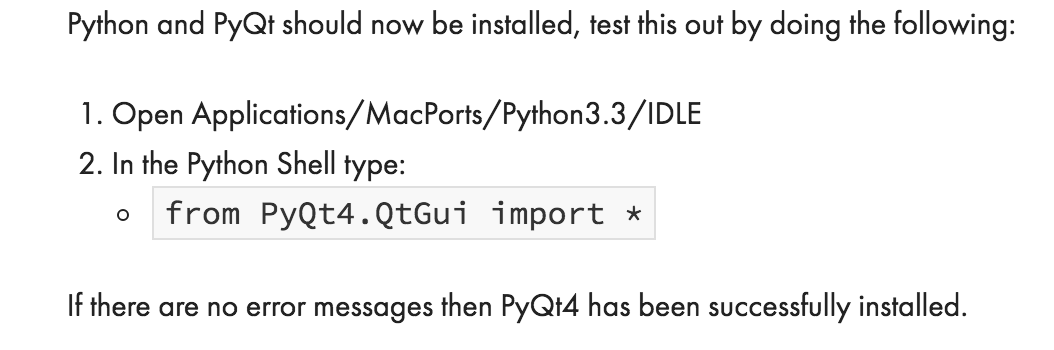 Python and PyQt should now be installed, test this out by doing the following:
1. Open Applications/MacPorts/Python3.3/IDLE
2. In the Python Shell type:
from PyQt4.QtGui import *
If there are no error messages then PyQt4 has been successfully installed.